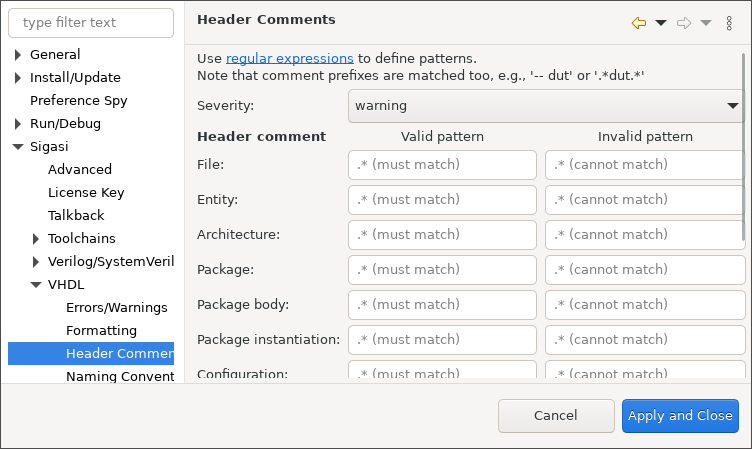 type filter text
General
Install/Update
Preference Spy
Run/Debug
Sigasi
Advanced
License Key
Talkback
Toolchains
Verilog/SystemVeril
VHDL
Errors/Warnings
Formatting
Header Commen
Naming Convent
Header Comments
Use regular expressions to define patterns.
Note that comment prefixes are matched too, e.g., '-- dut' or '.*dut.*'
Severity: warning
Header comment Valid pattern Invalid pattern
File: .* (must match) .* (cannot match)
Entity: .* (must match) .* (cannot match)
Architecture: .* (must match) .* (cannot match)
Package: .* (must match) .* (cannot match)
Package body: .* (must match) .* (cannot match)
Package instantiation: .* (must match) .* (cannot match)
Configuration: .* (must match) .* (cannot match)
Cancel Apply and Close